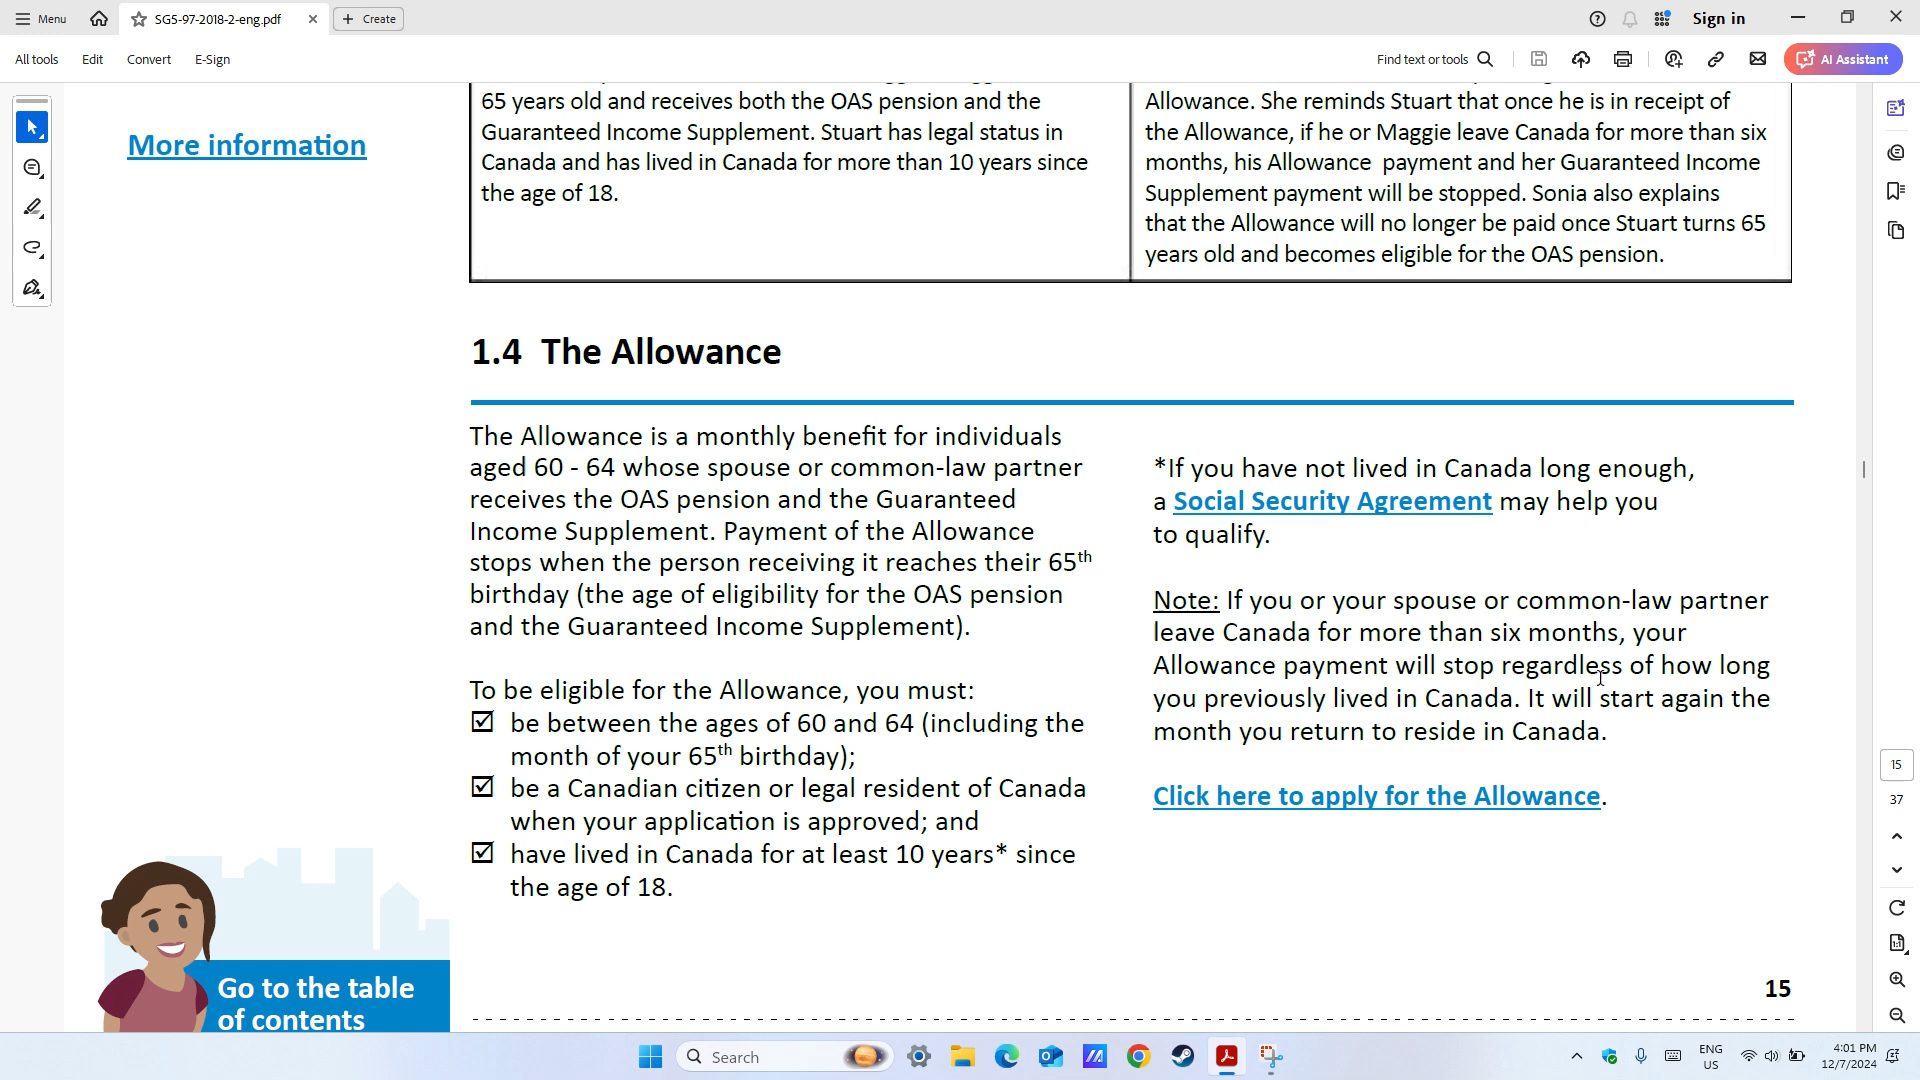 Menu
SG5-97-2018-2-eng.pdf
Create
Sign in
All tools
Edit
Convert
E-Sign
Find text or tools
AI Assistant
More information
65 years old and receives both the OAS pension and the
Guaranteed Income Supplement. Stuart has legal status in
Canada and has lived in Canada for more than 10 years since
the age of 18.
Allowance. She reminds Stuart that once he is in receipt of
the Allowance, if he or Maggie leave Canada for more than six
months, his Allowance payment and her Guaranteed Income
Supplement payment will be stopped. Sonia also explains
that the Allowance will no longer be paid once Stuart turns 65
years old and becomes eligible for the OAS pension.
1.4 The Allowance
The Allowance is a monthly benefit for individuals
aged 60 - 64 whose spouse or common-law partner
receives the OAS pension and the Guaranteed
Income Supplement. Payment of the Allowance
stops when the person receiving it reaches their 65th
birthday (the age of eligibility for the OAS pension
and the Guaranteed Income Supplement).
To be eligible for the Allowance, you must:
☑ be between the ages of 60 and 64 (including the
month of your 65th birthday);
☑ be a Canadian citizen or legal resident of Canada
when your application is approved; and
☑ have lived in Canada for at least 10 years* since
the age of 18.
*If you have not lived in Canada long enough,
a Social Security Agreement may help you
to qualify.
Note: If you or your spouse or common-law partner
leave Canada for more than six months, your
Allowance payment will stop regardless of how long
you previously lived in Canada. It will start again the
month you return to reside in Canada.
Click here to apply for the Allowance.
Go to the table
of contents
15
15
37
Search
ENG
US
4:01 PM
12/7/2024